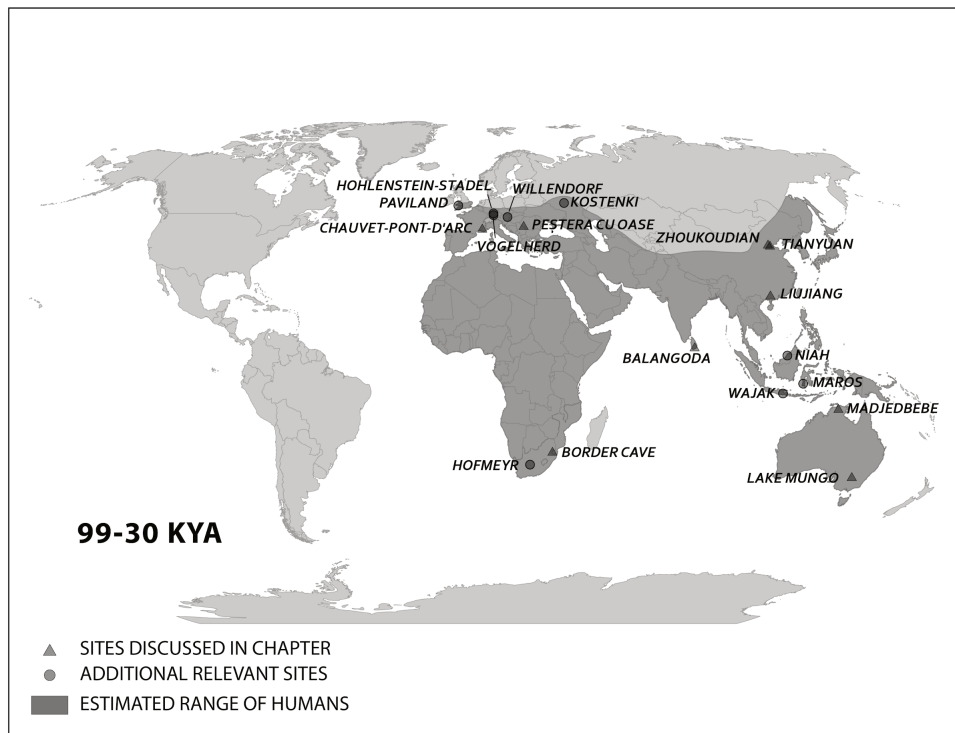 HOHLENSTEIN-STADEL
WILLENDORF
PAVILAND
KOSTENKI
CHAUVET-PONT-D'ARC
PESTERA CU OASE
VOGELHERD
ZHOUKOUDIAN
TIANYUAN
LIUJIANG
BALANGODA
NIAH
MAROS
WAJAK
MADJEDBEBE
BORDER CAVE
HOFMEYR
LAKE MUNGO
99-30 KYA
SITES DISCUSSED IN CHAPTER
ADDITIONAL RELEVANT SITES
ESTIMATED RANGE OF HUMANS